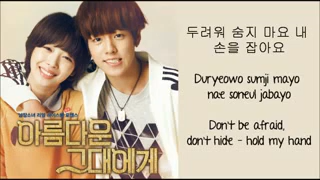 두려워 숨지 마요 내
손을 잡아요
Duryeowo sumji mayo
nae soneul jabayo
Don't be afraid,
don't hide - hold my hand
아름다운
그대에게